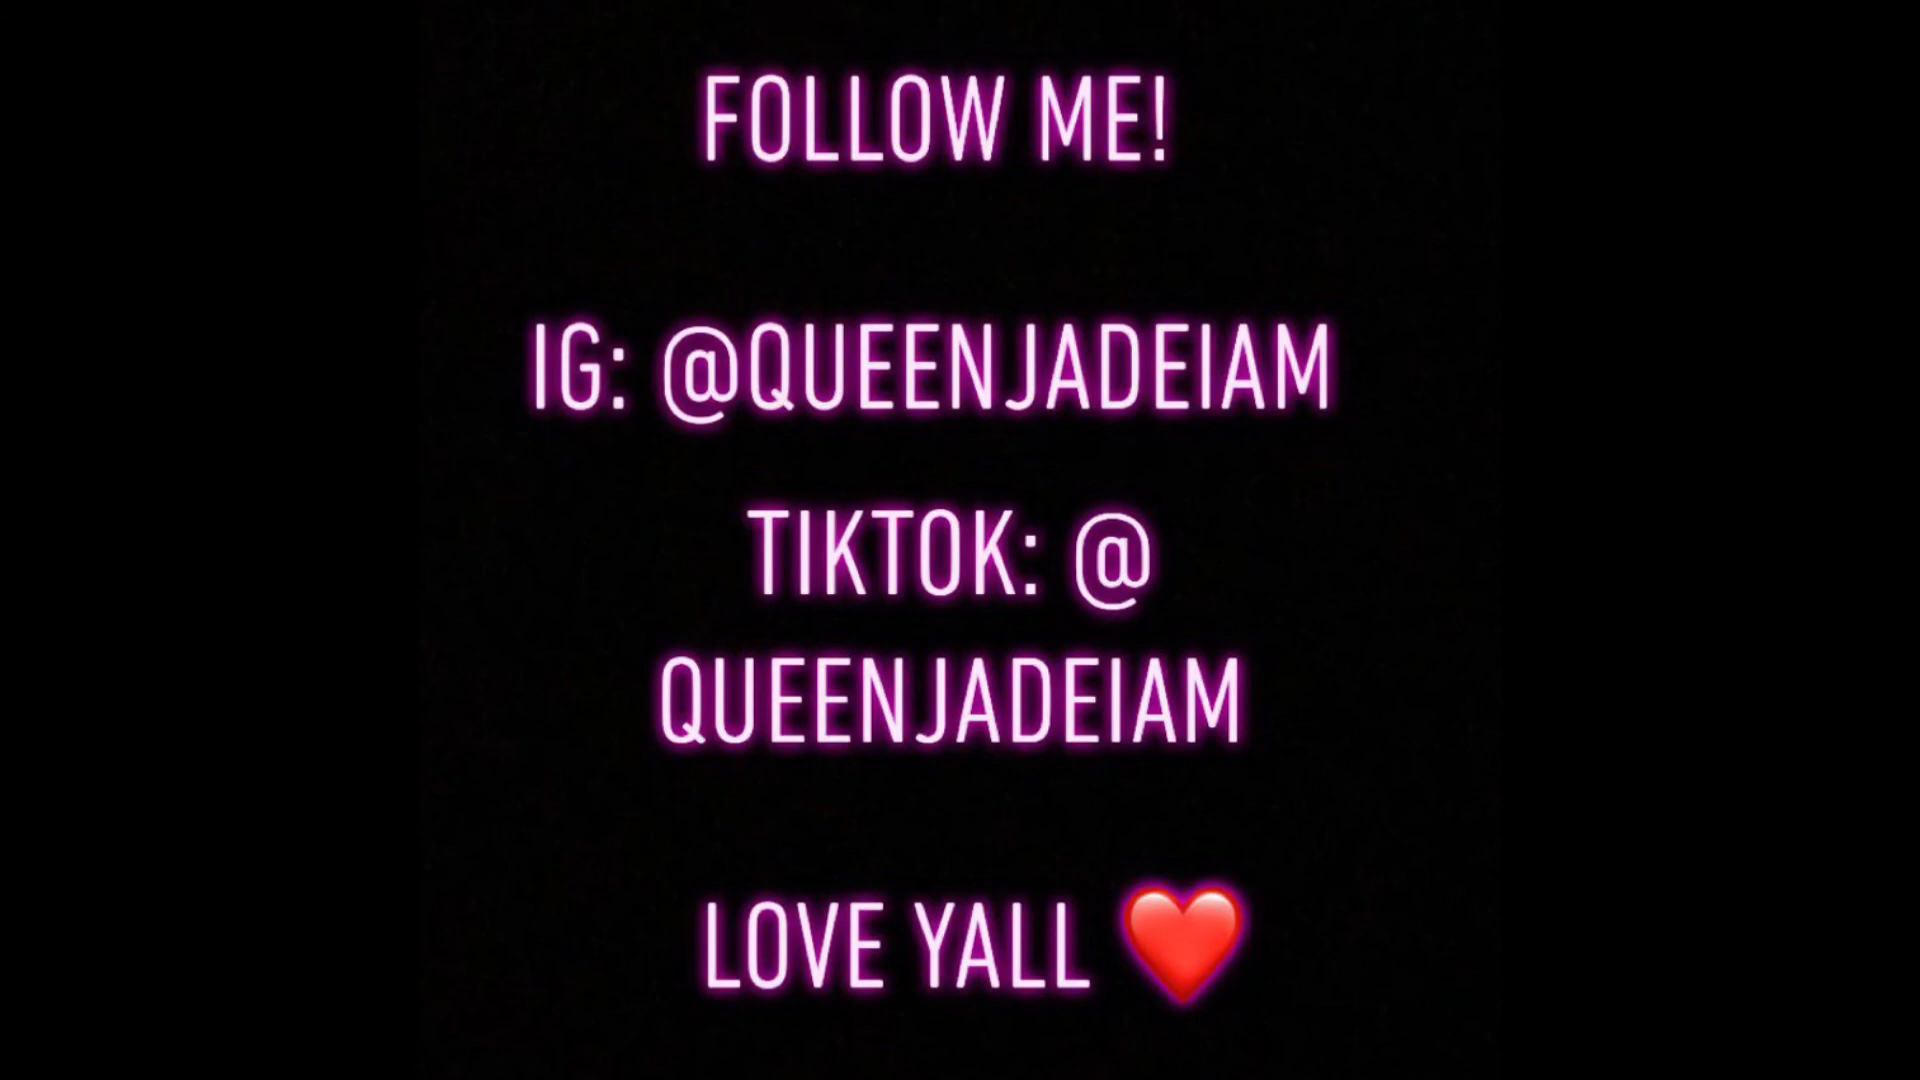 FOLLOW ME!
IG: @QUEENJADEIAM
TIKTOK: @
QUEENJADEIAM
LOVE YALL ❤️